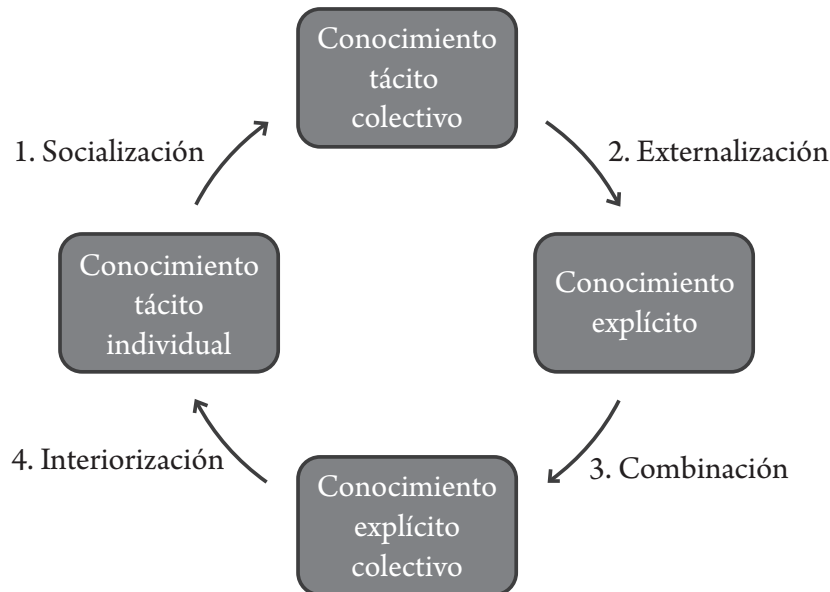 Conocimiento
tácito
colectivo
1. Socialización
2. Externalización
Conocimiento
tácito
individual
Conocimiento
explícito
4. Interiorización
3. Combinación
Conocimiento
explícito
colectivo